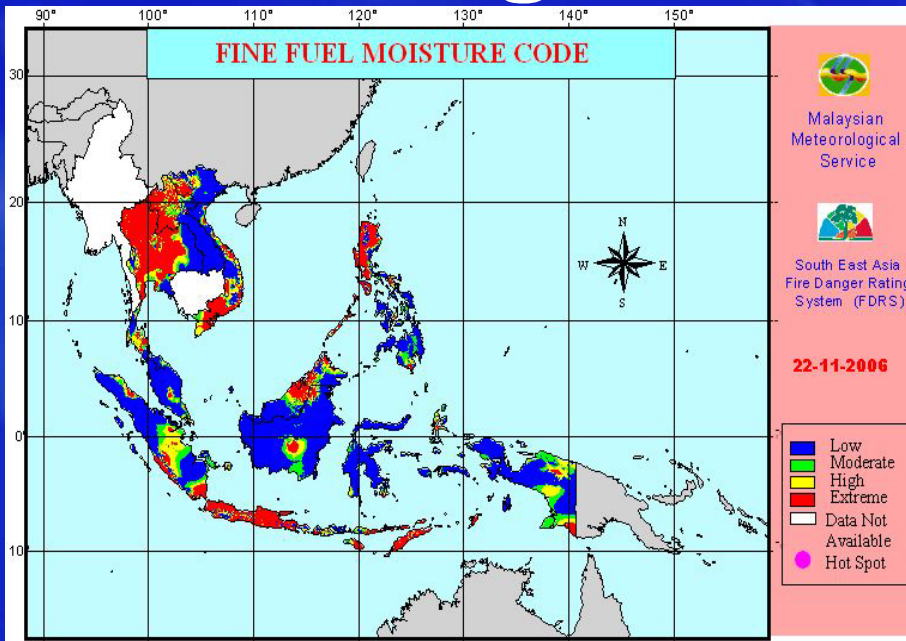 90° 100° 110° 120° 130° 140° 150°
FINE FUEL MOISTURE CODE
30
20
10
0°
10°
N
W E
S
Malaysian
Meteorological
Service
South East Asia
Fire Danger Rating
System (FDRS)
22-11-2006
Low
Moderate
High
Extreme
Data Not
Available
Hot Spot